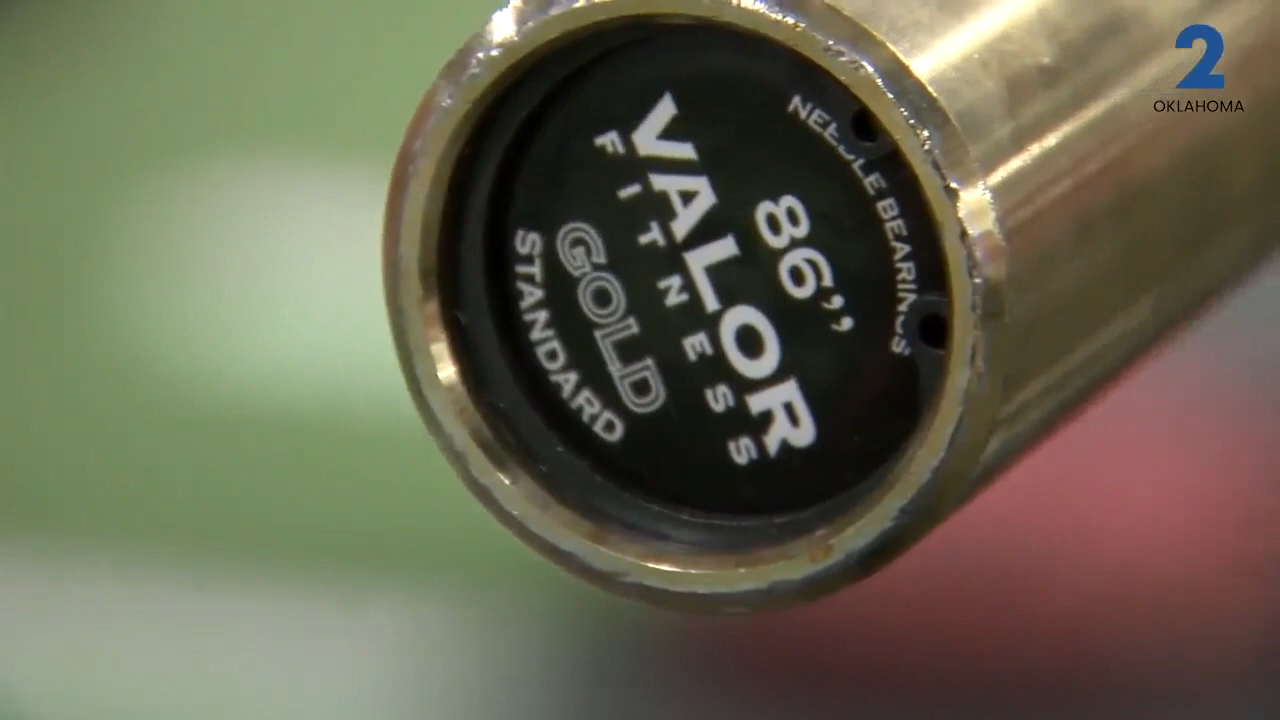 2
OKLAHOMA
NEEDLE BEARINGS
86”
VALOR
FITNESS
GOLD
STANDARD